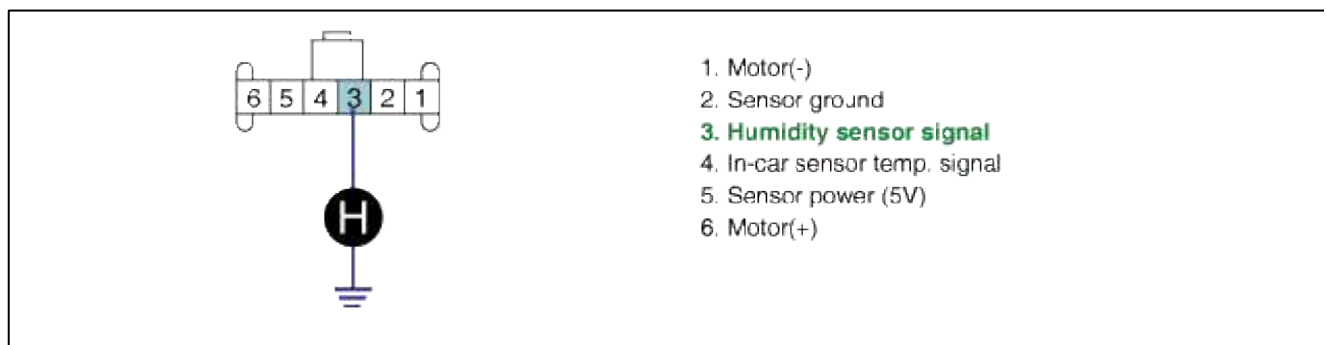 6 5 4 3 2 1
H
1. Motor(-)
2. Sensor ground
3. Humidity sensor signal
4. In-car sensor temp. signal
5. Sensor power (5V)
6. Motor(+)